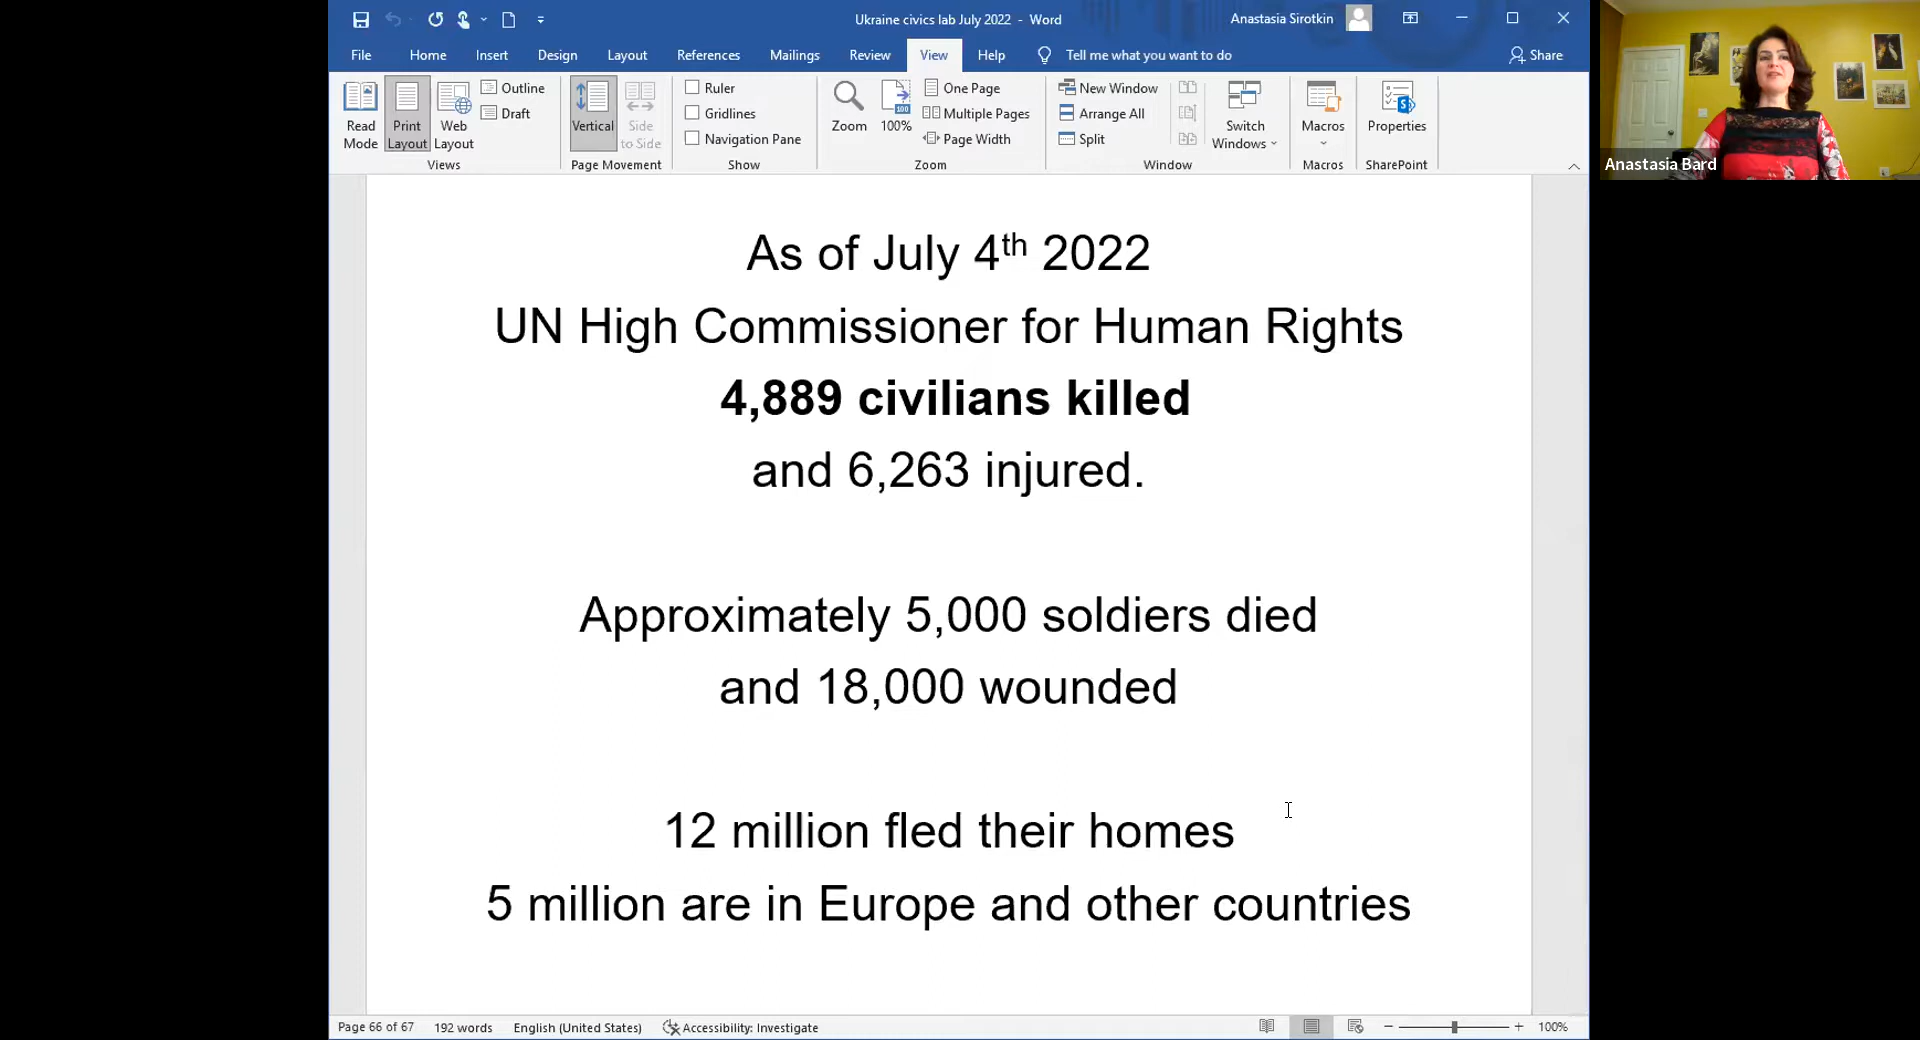 Ukraine civics lab July 2022 - Word
Anastasia Sirotkin
File Home Insert Design Layout References Mailings Review View Help Tell me what you want to do Share
Read Mode
Print Layout
Web Layout
Outline
Draft
Views
Vertical
Side to Side
Page Movement
Ruler
Gridlines
Navigation Pane
Show
Zoom
100
100%
One Page
Multiple Pages
Page Width
Zoom
New Window
Arrange All
Split
Switch Windows
Window
Macros
Macros
S
Properties
SharePoint
Anastasia Bard
As of July 4th 2022
UN High Commissioner for Human Rights
4,889 civilians killed
and 6,263 injured.
Approximately 5,000 soldiers died
and 18,000 wounded
12 million fled their homes
5 million are in Europe and other countries
Page 66 of 67 192 words English (United States) Accessibility: Investigate 100%